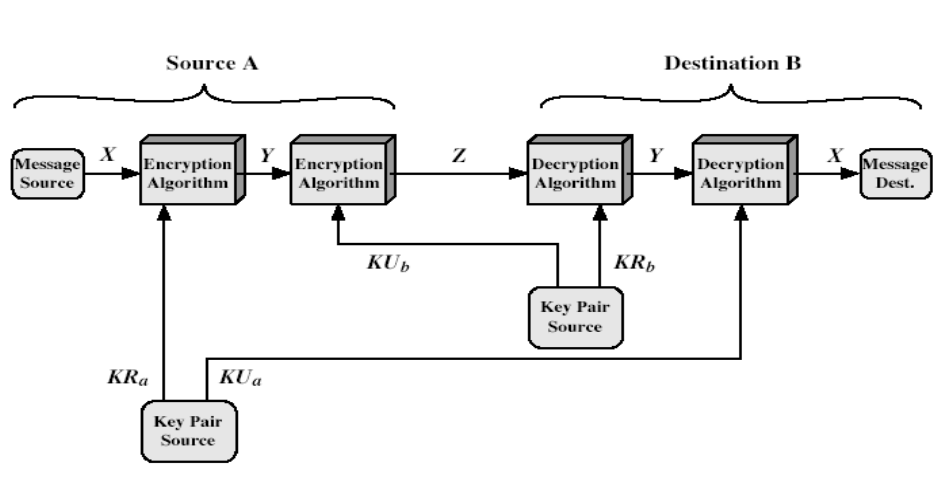 Source A
Destination B
Message
Source
X
Encryption
Algorithm
Y
Encryption
Algorithm
Z
Decryption
Algorithm
Y
Decryption
Algorithm
X
Message
Dest.
KUb
KRb
Key Pair
Source
KRa
KUa
Key Pair
Source